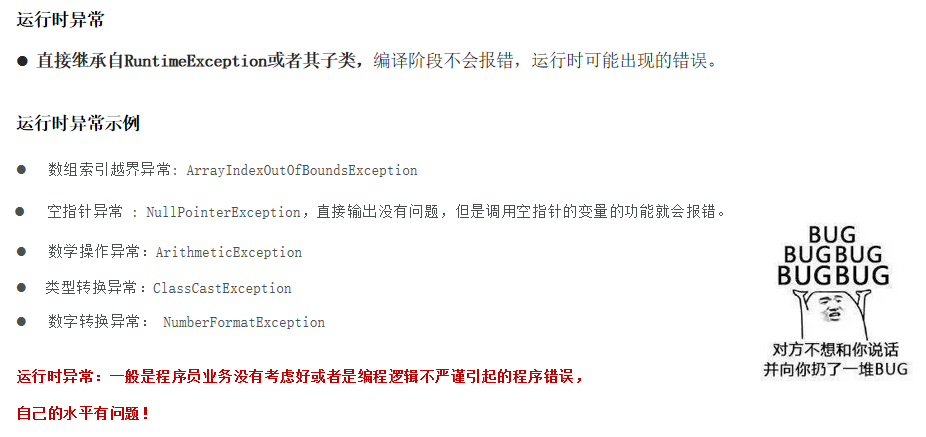 运行时异常
● 直接继承自RuntimeException或者其子类，编译阶段不会报错，运行时可能出现的错误。
运行时异常示例
● 数组索引越界异常: ArrayIndexOutOfBoundsException
● 空指针异常 : NullPointerException，直接输出没有问题，但是调用空指针的变量的功能就会报错。
● 数学操作异常：ArithmeticException
● 类型转换异常：ClassCastException
● 数字转换异常： NumberFormatException
运行时异常：一般是程序员业务没有考虑好或者是编程逻辑不严谨引起的程序错误，
自己的水平有问题！
BUG
BUGBUG
BUGBUG
对方不想和你说话
并向你扔了一堆BUG